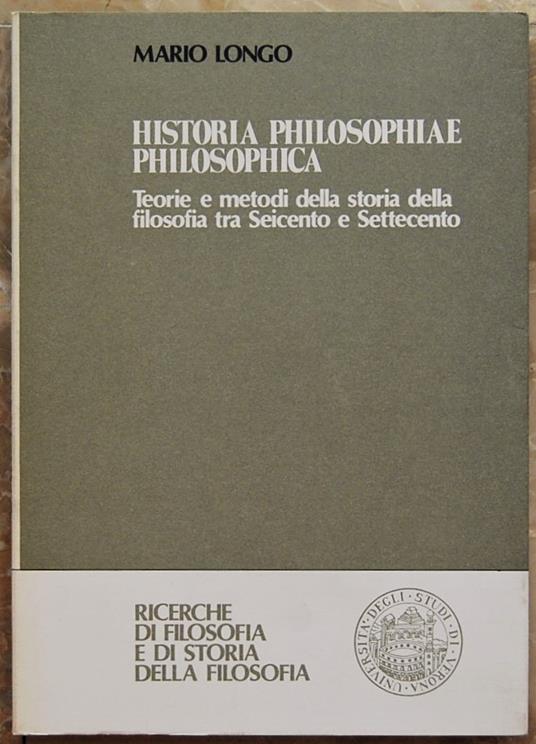 MARIO LONGO
HISTORIA PHILOSOPHIAE
PHILOSOPHICA
Teorie e metodi della storia della
filosofia tra Seicento e Settecento
RICERCHE
DI FILOSOFIA
E DI STORIA
DELLA FILOSOFIA
UNIVERSITA' · DEGLI · STUDI · DI · VERONA ·